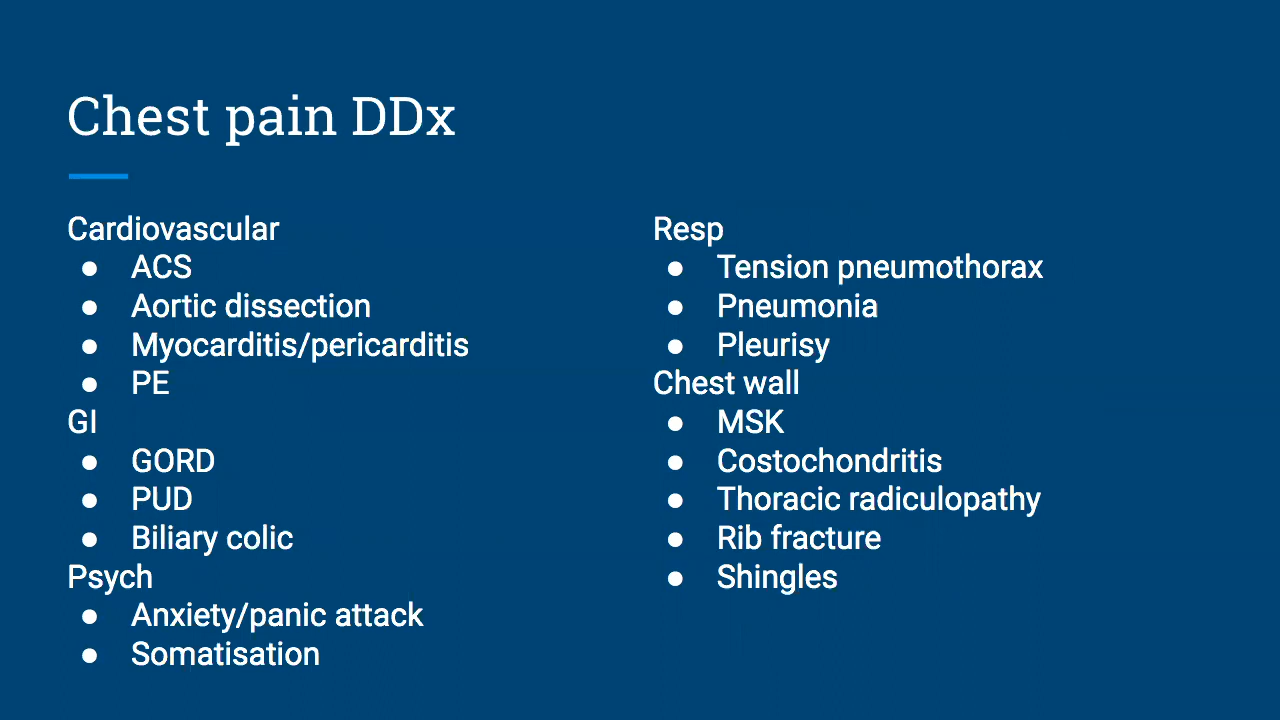 Chest pain DDx
Cardiovascular
● ACS
● Aortic dissection
● Myocarditis/pericarditis
● PE
GI
● GORD
● PUD
● Biliary colic
Psych
● Anxiety/panic attack
● Somatisation
Resp
● Tension pneumothorax
● Pneumonia
● Pleurisy
Chest wall
● MSK
● Costochondritis
● Thoracic radiculopathy
● Rib fracture
● Shingles